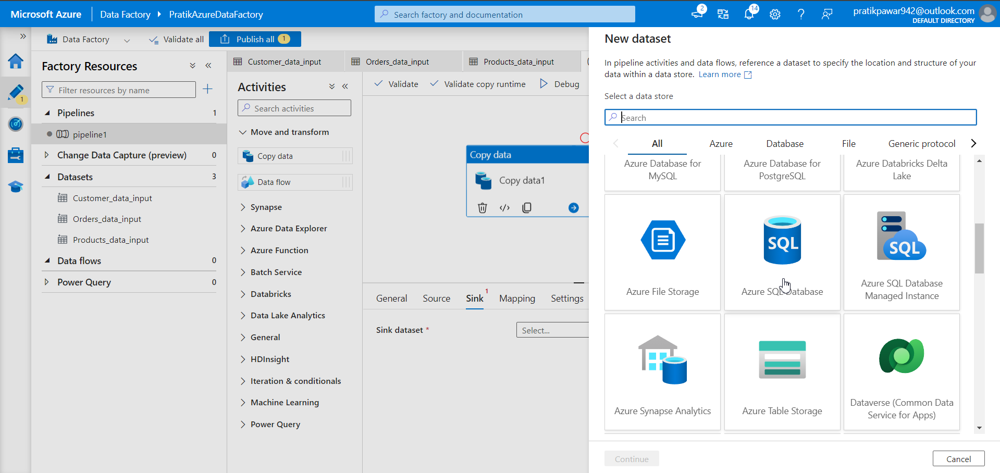 Microsoft Azure
Data Factory
PratikAzureDataFactory
Search factory and documentation
2
14
pratikpawar942@outlook.com
DEFAULT DIRECTORY
Data Factory
Validate all
Publish all
1
1
Factory Resources
Filter resources by name
Pipelines
1
pipeline1
Change Data Capture (preview)
0
Datasets
3
Customer_data_input
Orders_data_input
Products_data_input
Data flows
0
Power Query
0
Customer_data_input
Orders_data_input
Products_data_input
Activities
Search activities
Move and transform
Copy data
Data flow
Synapse
Azure Data Explorer
Azure Function
Batch Service
Databricks
Data Lake Analytics
General
HDInsight
Iteration & conditionals
Machine Learning
Power Query
Validate
Validate copy runtime
Debug
Copy data
Copy data1
General
Source
Sink
1
Mapping
Settings
Sink dataset *
Select...
New dataset
In pipeline activities and data flows, reference a dataset to specify the location and structure of your
data within a data store. Learn more
Select a data store
Search
All
Azure
Database
File
Generic protocol
Azure Database for
MySQL
Azure Database for
PostgreSQL
Azure Databricks Delta
Lake
Azure File Storage
SQL
Azure SQL Database
SQL
Azure SQL Database
Managed Instance
Azure Synapse Analytics
Azure Table Storage
Dataverse (Common Data
Service for Apps)
Continue
Cancel